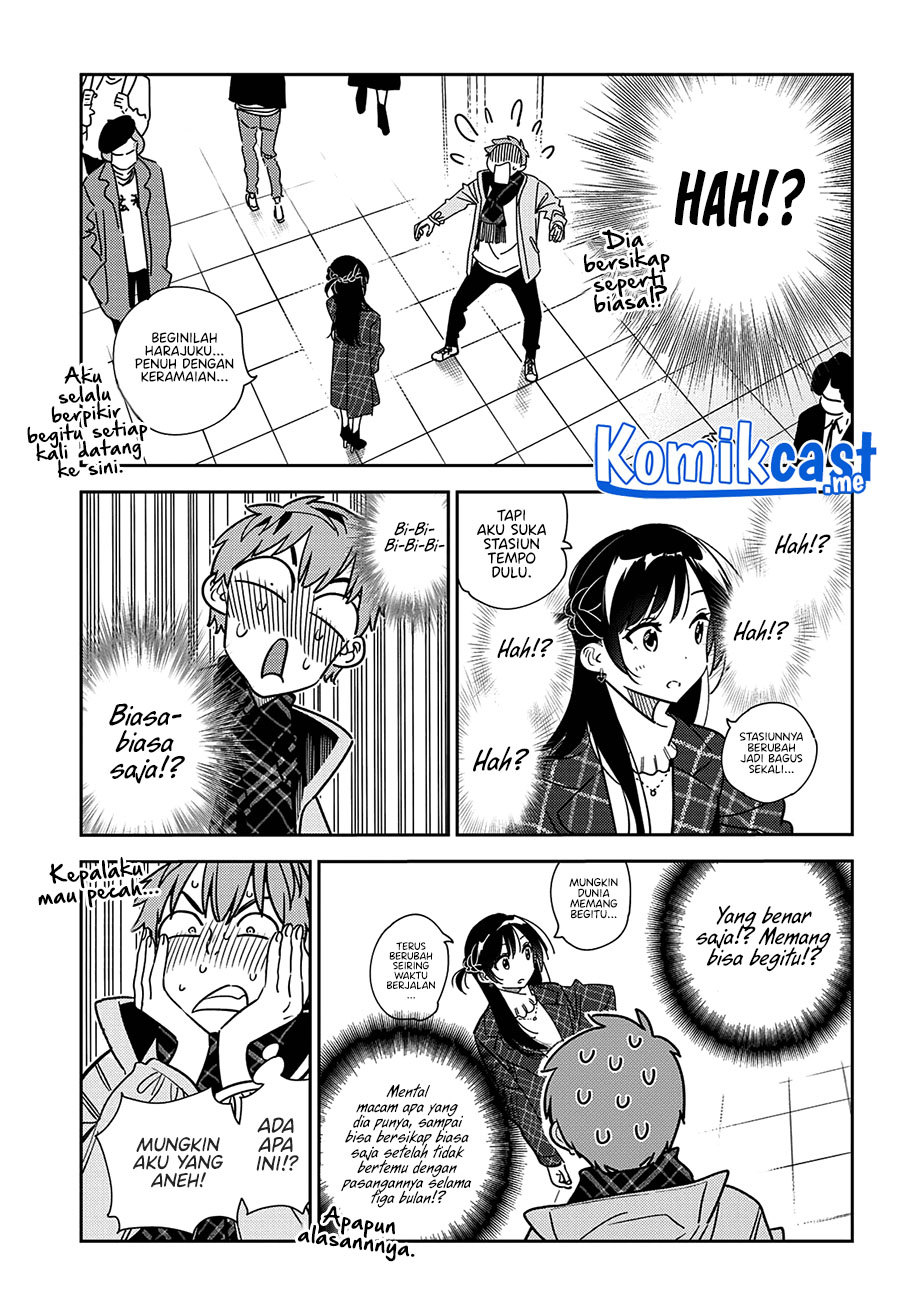 HAH!?
Dia
bersikap
seperti
biasa!?
BEGINILAH
HARAJUKU...
PENUH DENGAN
KERAMAIAN...
Aku
selalu
berpikir
begitu setiap
kali datang
ke sini.
Komikcast
.me
TAPI
AKU SUKA
STASIUN
TEMPO
DULU.
Hah!?
Hah!?
Hah!?
Hah?
STASIUNNYA
BERUBAH
JADI BAGUS
SEKALI...
Bi-Bi-
Bi-Bi-Bi-
Biasa-
biasa
saja!?
Yang benar
saja!? Memang
bisa begitu!?
MUNGKIN
DUNIA
MEMANG
BEGITU...
TERUS
BERUBAH
SEIRING
WAKTU
BERJALAN
...
Mental
macam apa yang
dia punya, sampai
bisa bersikap biasa
saja setelah tidak
bertemu dengan
pasangannya selama
tiga bulan!?
Apapun
alasannnya.
Kepalaku
mau pecah...
ADA
APA
INI!?
MUNGKIN
AKU YANG
ANEH!